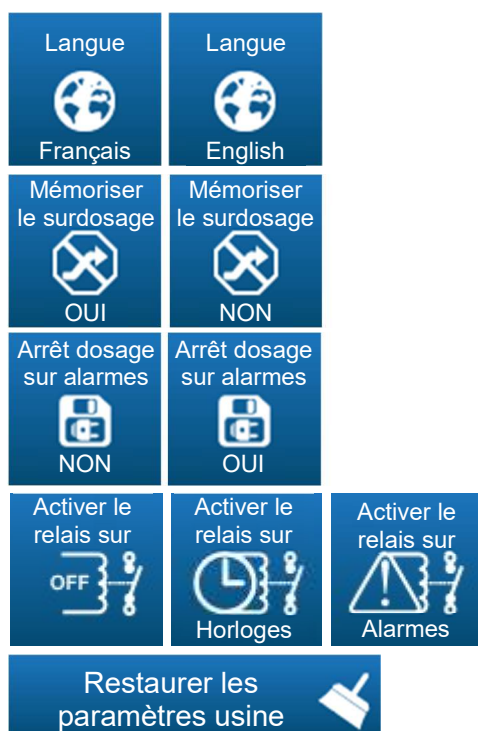 Langue
Français
Langue
English
Mémoriser
le surdosage
OUI
Mémoriser
le surdosage
NON
Arrêt dosage
sur alarmes
NON
Arrêt dosage
sur alarmes
OUI
Activer le
relais sur
OFF
Activer le
relais sur
Horloges
Activer le
relais sur
Alarmes
Restaurer les
paramètres usine